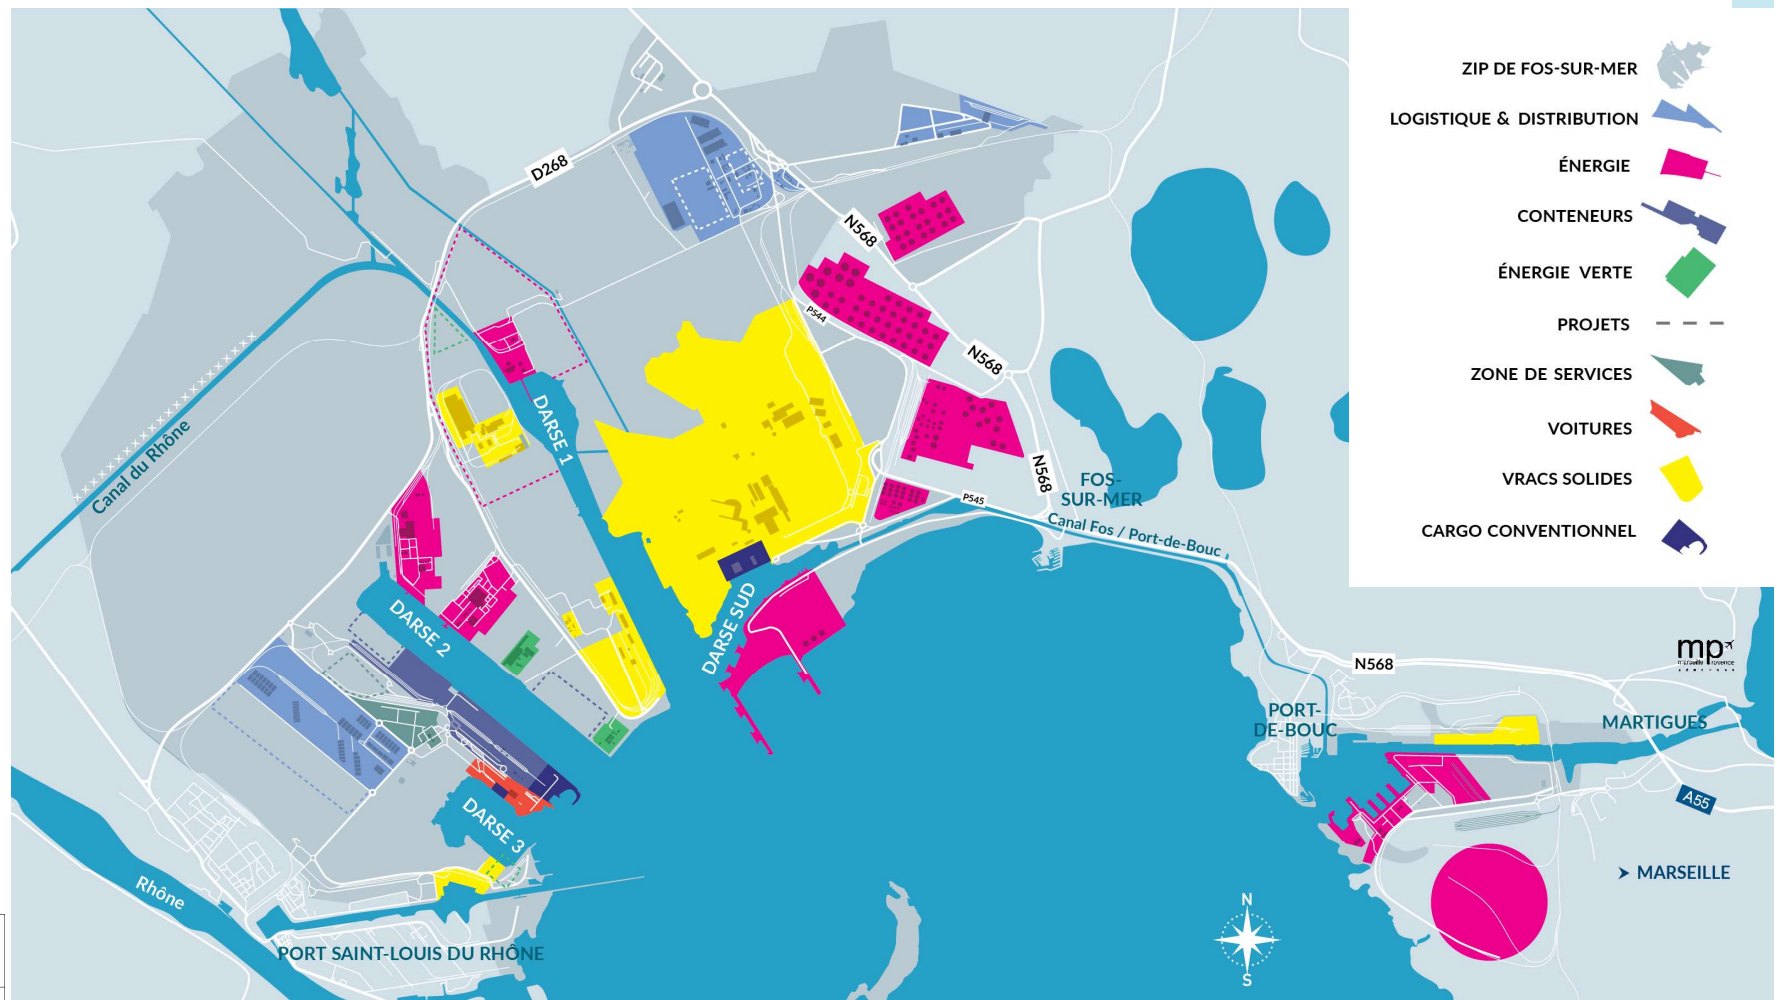 ZIP DE FOS-SUR-MER
LOGISTIQUE & DISTRIBUTION
ÉNERGIE
CONTENEURS
ÉNERGIE VERTE
PROJETS
ZONE DE SERVICES
VOITURES
VRACS SOLIDES
CARGO CONVENTIONNEL
D268
N568
P544
N568
N568
P545
Canal du Rhône
DARSE 1
FOS-
SUR-MER
Canal Fos / Port-de-Bouc
DARSE 2
DARSE SUD
mp
N568
PORT-
DE-BOUC
MARTIGUES
A55
DARSE 3
MARSEILLE
Rhône
PORT SAINT-LOUIS DU RHÔNE
N
S